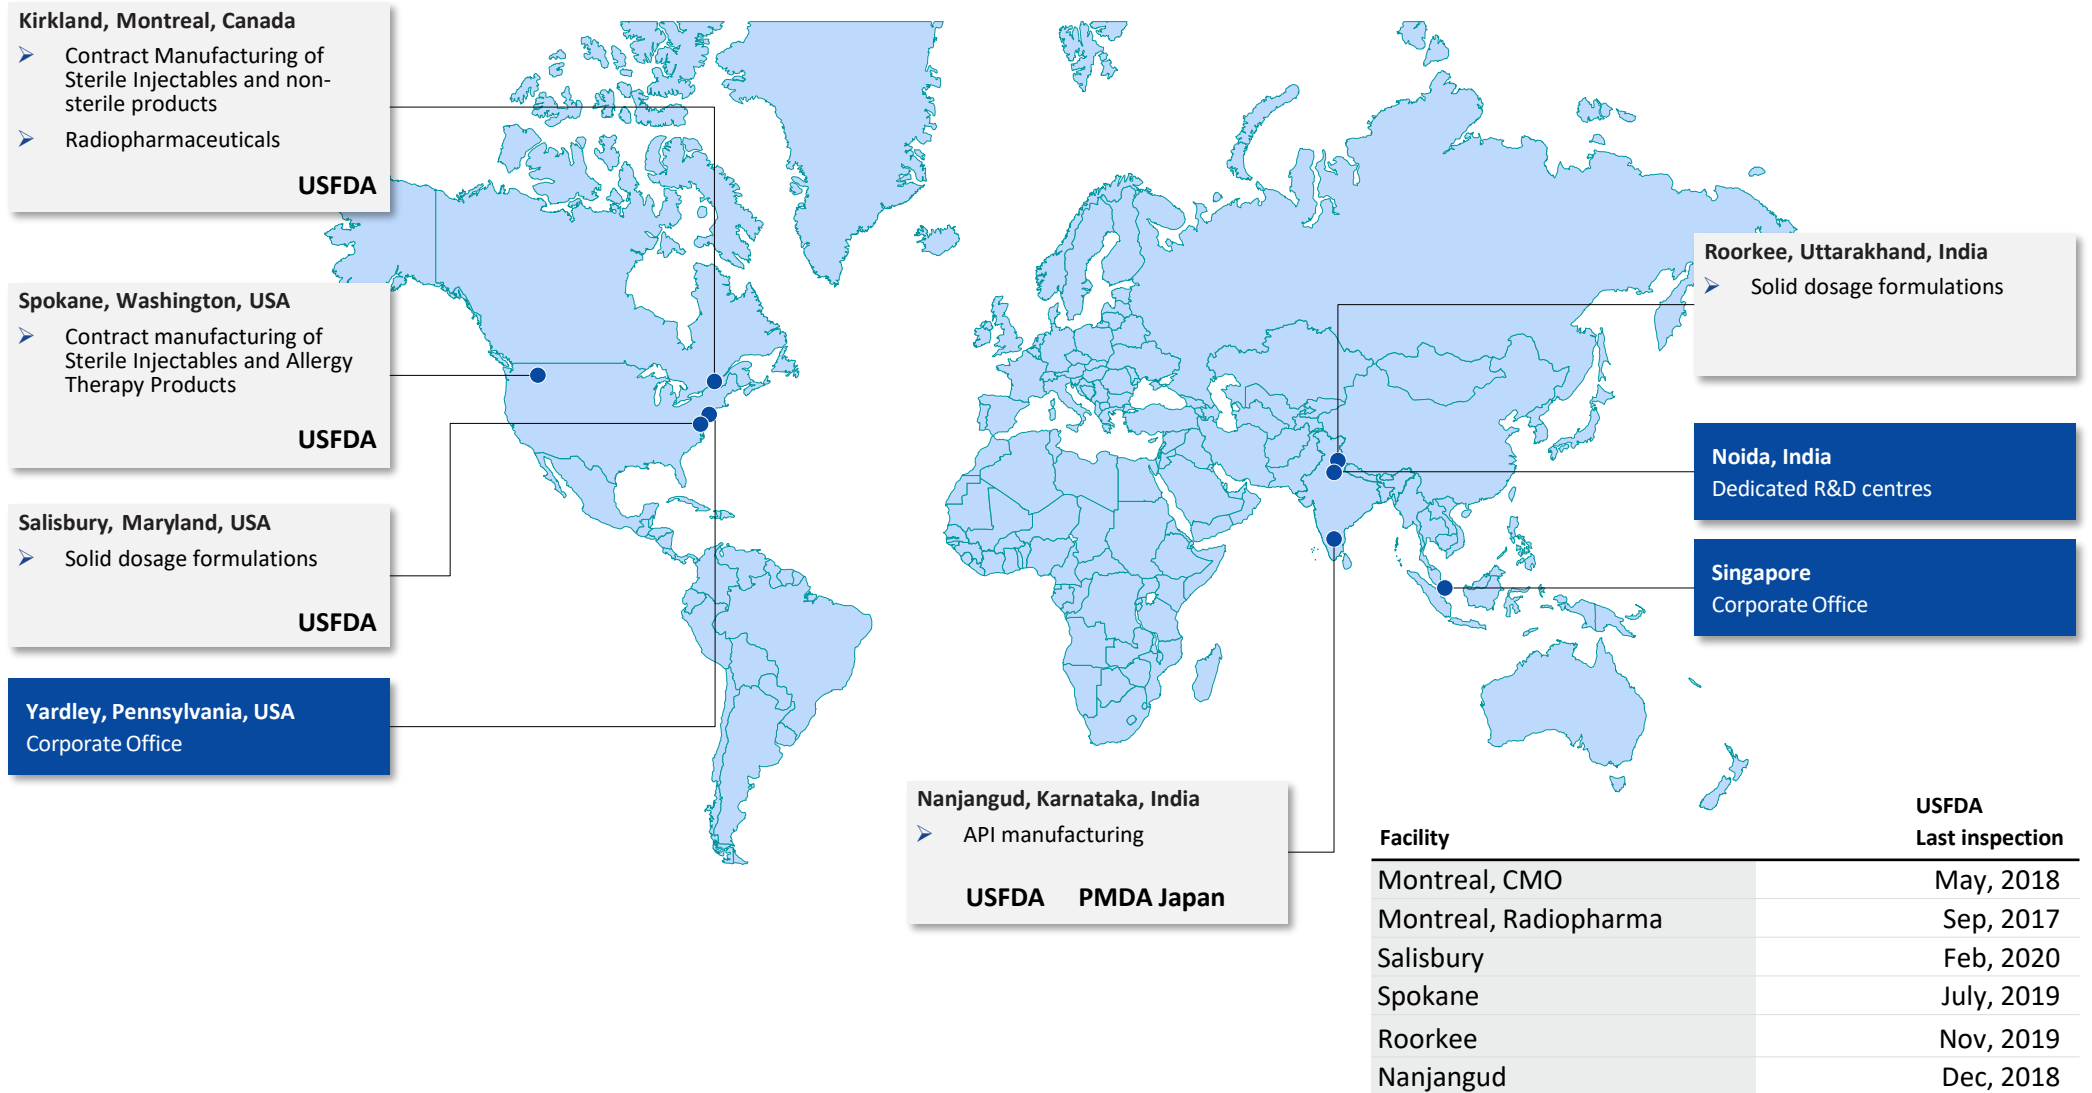 Kirkland, Montreal, Canada
➢ Contract Manufacturing of
Sterile Injectables and non-
sterile products
➢ Radiopharmaceuticals
USFDA
Spokane, Washington, USA
➢ Contract manufacturing of
Sterile Injectables and Allergy
Therapy Products
USFDA
Salisbury, Maryland, USA
➢ Solid dosage formulations
USFDA
Yardley, Pennsylvania, USA
Corporate Office
Roorkee, Uttarakhand, India
➢ Solid dosage formulations
Noida, India
Dedicated R&D centres
Singapore
Corporate Office
Nanjangud, Karnataka, India
➢ API manufacturing
USFDA PMDA Japan
USFDA
Facility Last inspection
Montreal, CMO May, 2018
Montreal, Radiopharma Sep, 2017
Salisbury Feb, 2020
Spokane July, 2019
Roorkee Nov, 2019
Nanjangud Dec, 2018